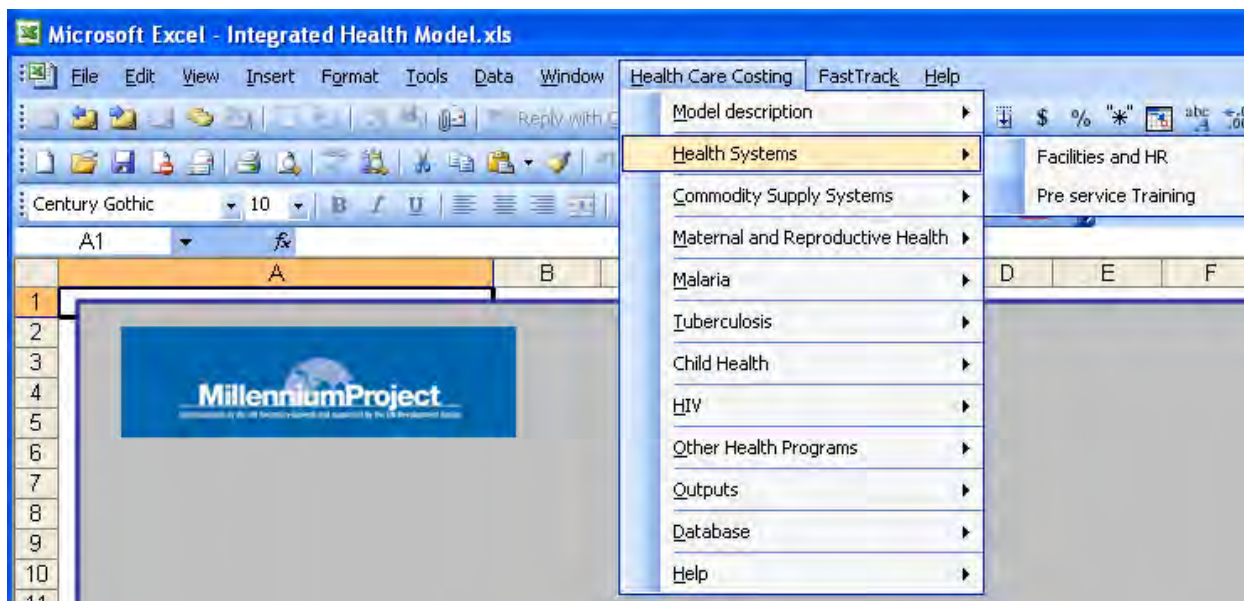 Microsoft Excel - Integrated Health Model.xls
File Edit View Insert Format Tools Data Window Health Care Costing FastTrack Help
Reply with
$ % "*" abc
Century Gothic 10 B I U
A1 fx
A B D E F
1
2
3
4
5
6
7
8
9
10
11
MillenniumProject
Model description
Health Systems
Commodity Supply Systems
Maternal and Reproductive Health
Malaria
Tuberculosis
Child Health
HIV
Other Health Programs
Outputs
Database
Help
Facilities and HR
Pre service Training